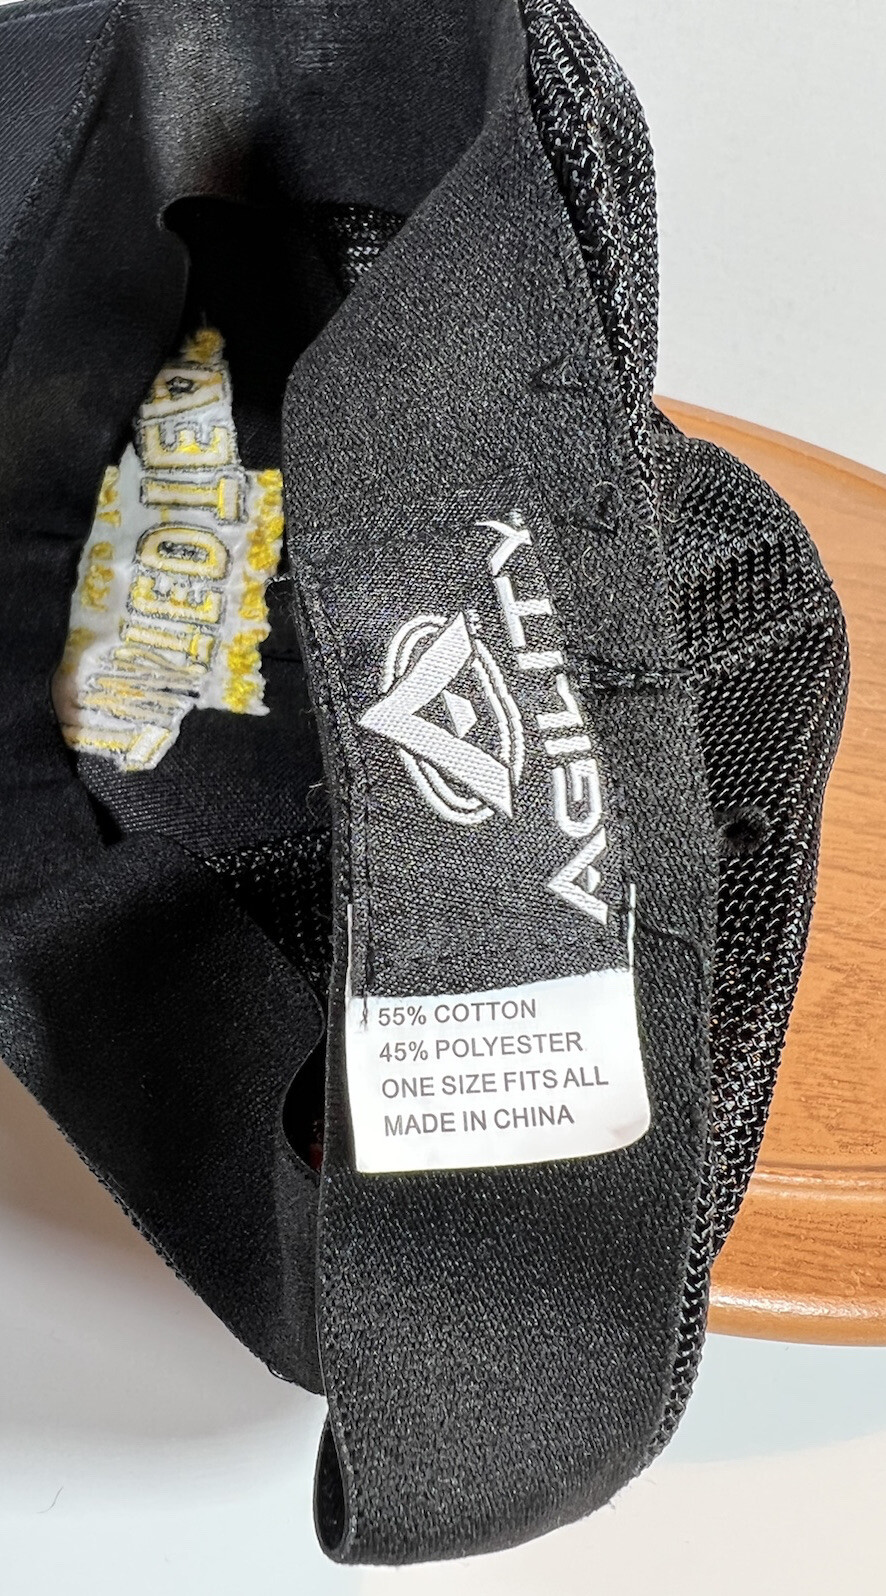 AGILITY
55% COTTON
45% POLYESTER
ONE SIZE FITS ALL
MADE IN CHINA